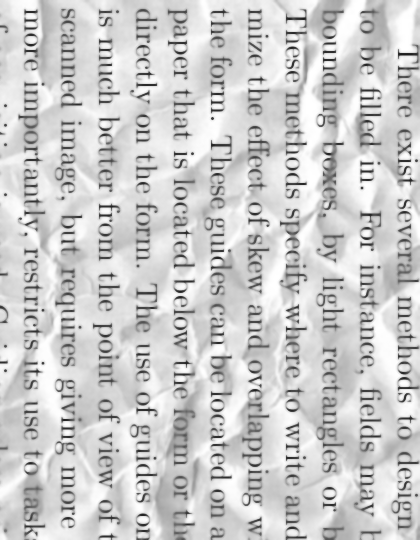 There exist several methods to design
to be filled in. For instance, fields may
bounding boxes, by light rectangles or
These methods specify where to write and
mize the effect of skew and overlapping
the form. These guides can be located on a
paper that is located below the form or
directly on the form. The use of guides on
is much better from the point of view of
scanned image, but requires giving more
more importantly, restricts its use to